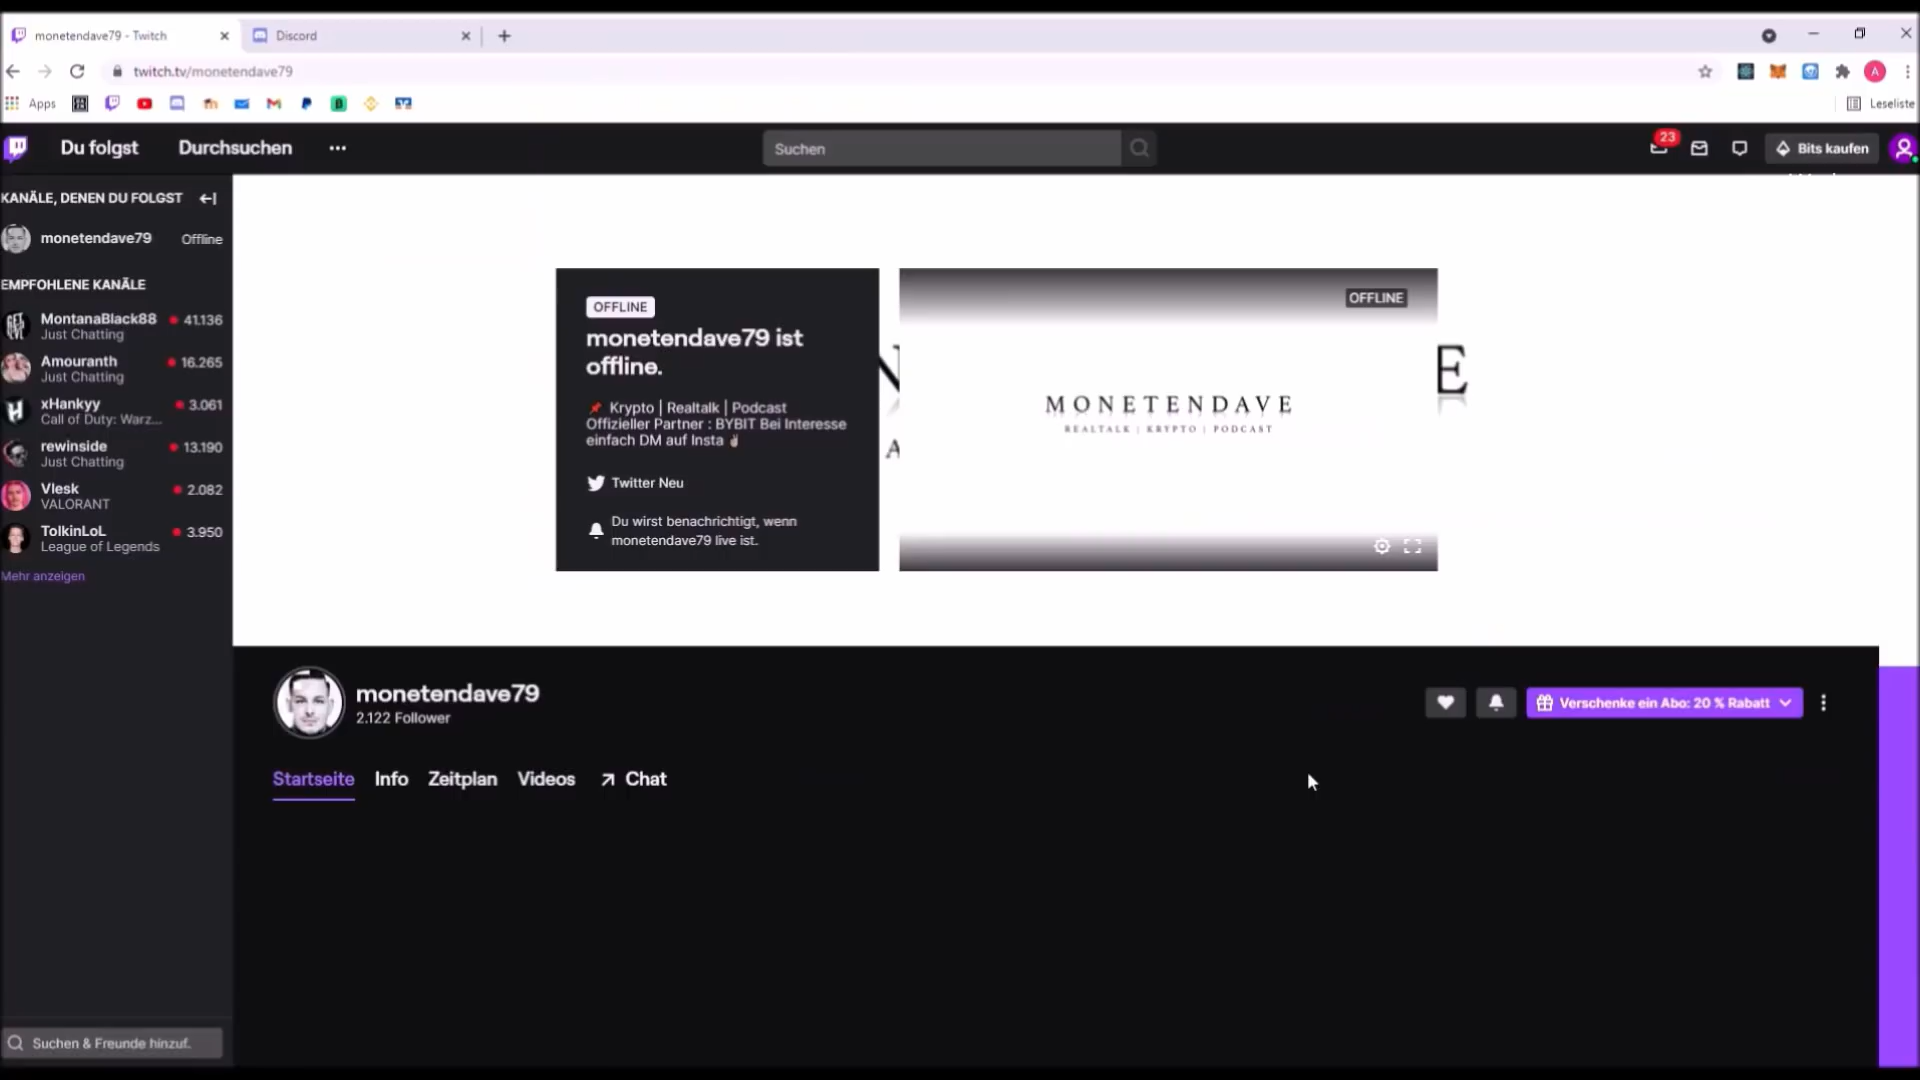 monetendave79 - Twitch
Discord
twitch.tv/monetendave79
A
Apps
Leseliste
Du folgst
Durchsuchen
Suchen
23
Bits kaufen
KANÄLE, DENEN DU FOLGST
monetendave79
Offline
EMPFOHLENE KANÄLE
MontanaBlack88
41.136
Just Chatting
Amouranth
16.265
Just Chatting
xHankyy
3.061
Call of Duty: Warz...
rewinside
13.190
Just Chatting
Vlesk
2.082
VALORANT
TolkinLoL
3.950
League of Legends
Mehr anzeigen
Suchen & Freunde hinzuf.
OFFLINE
monetendave79 ist
offline.
Krypto | Realtalk | Podcast
Offizieller Partner : BYBIT Bei Interesse
einfach DM auf Insta
Twitter Neu
Du wirst benachrichtigt, wenn
monetendave79 live ist.
OFFLINE
MONETENDAVE
REALTALK | KRYPTO | PODCAST
E
A
monetendave79
2.122 Follower
Verschenke ein Abo: 20 % Rabatt
Startseite
Info
Zeitplan
Videos
Chat